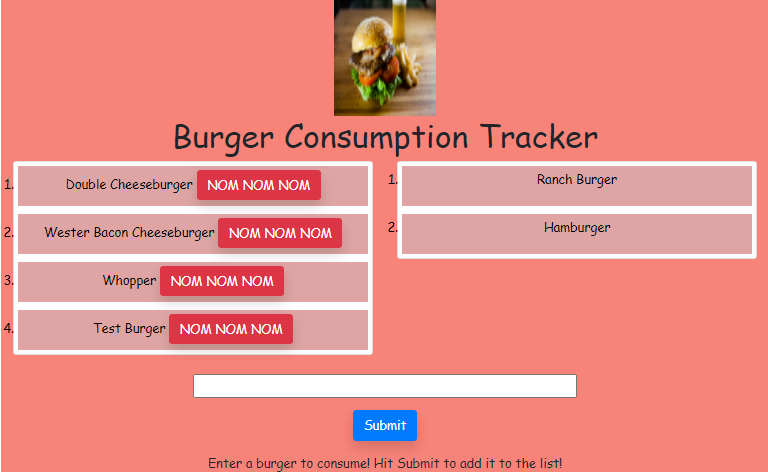 Burger Consumption Tracker
1. Double Cheeseburger NOM NOM NOM
2. Wester Bacon Cheeseburger NOM NOM NOM
3. Whopper NOM NOM NOM
4. Test Burger NOM NOM NOM
1. Ranch Burger
2. Hamburger
Submit
Enter a burger to consume! Hit Submit to add it to the list!